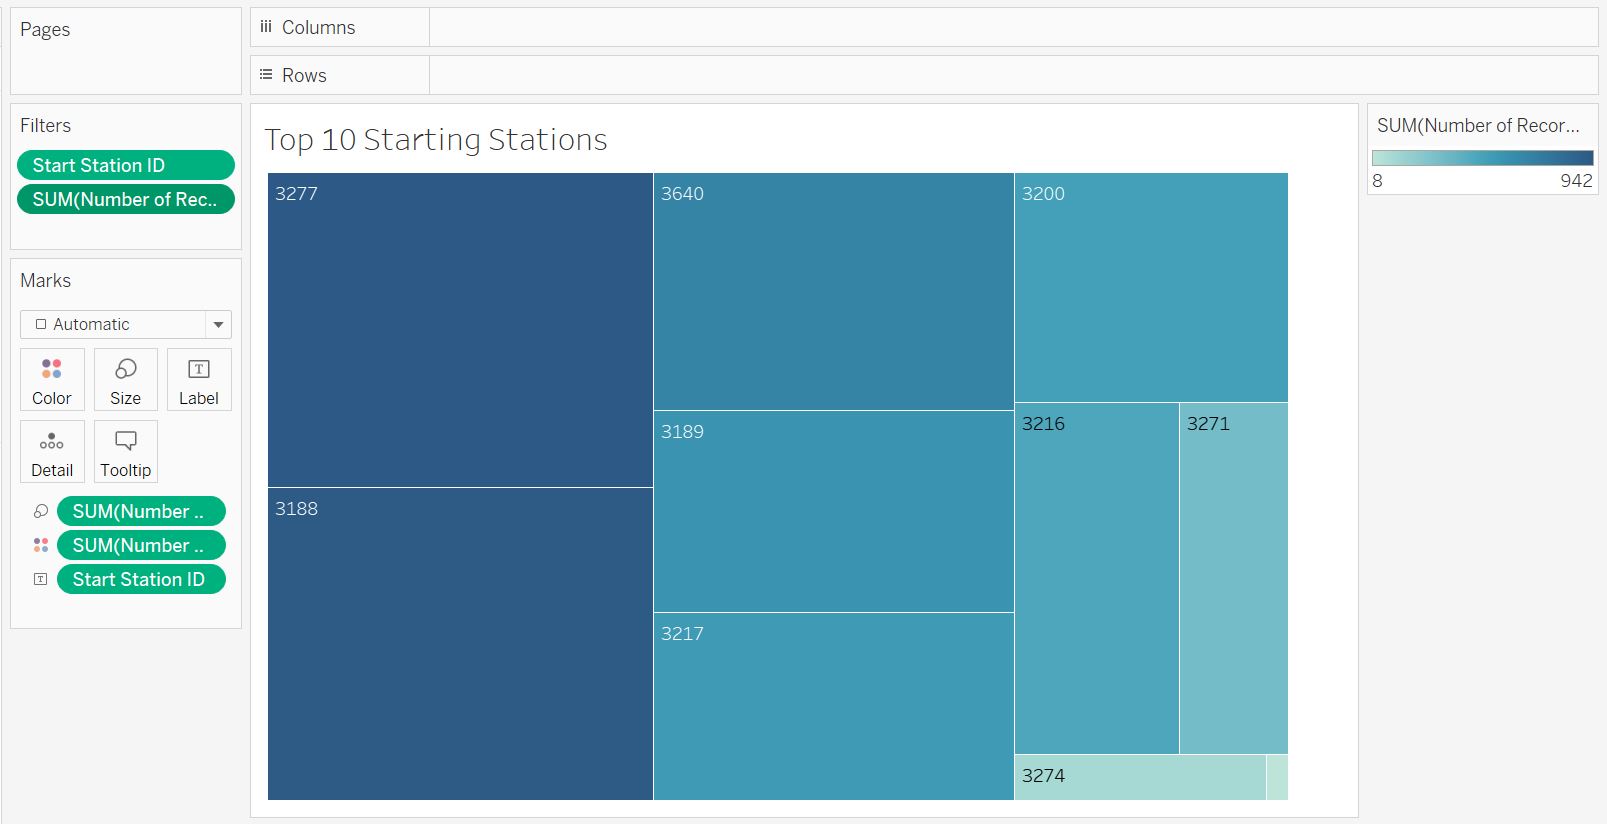 Pages
Columns
Rows
Filters
Start Station ID
SUM(Number of Rec..
Marks
Automatic
Color
Size
T
Label
Detail
Tooltip
SUM(Number ..
SUM(Number ..
T
Start Station ID
Top 10 Starting Stations
3277
3640
3200
3189
3216
3271
3188
3217
3274
SUM(Number of Recor...
8
942